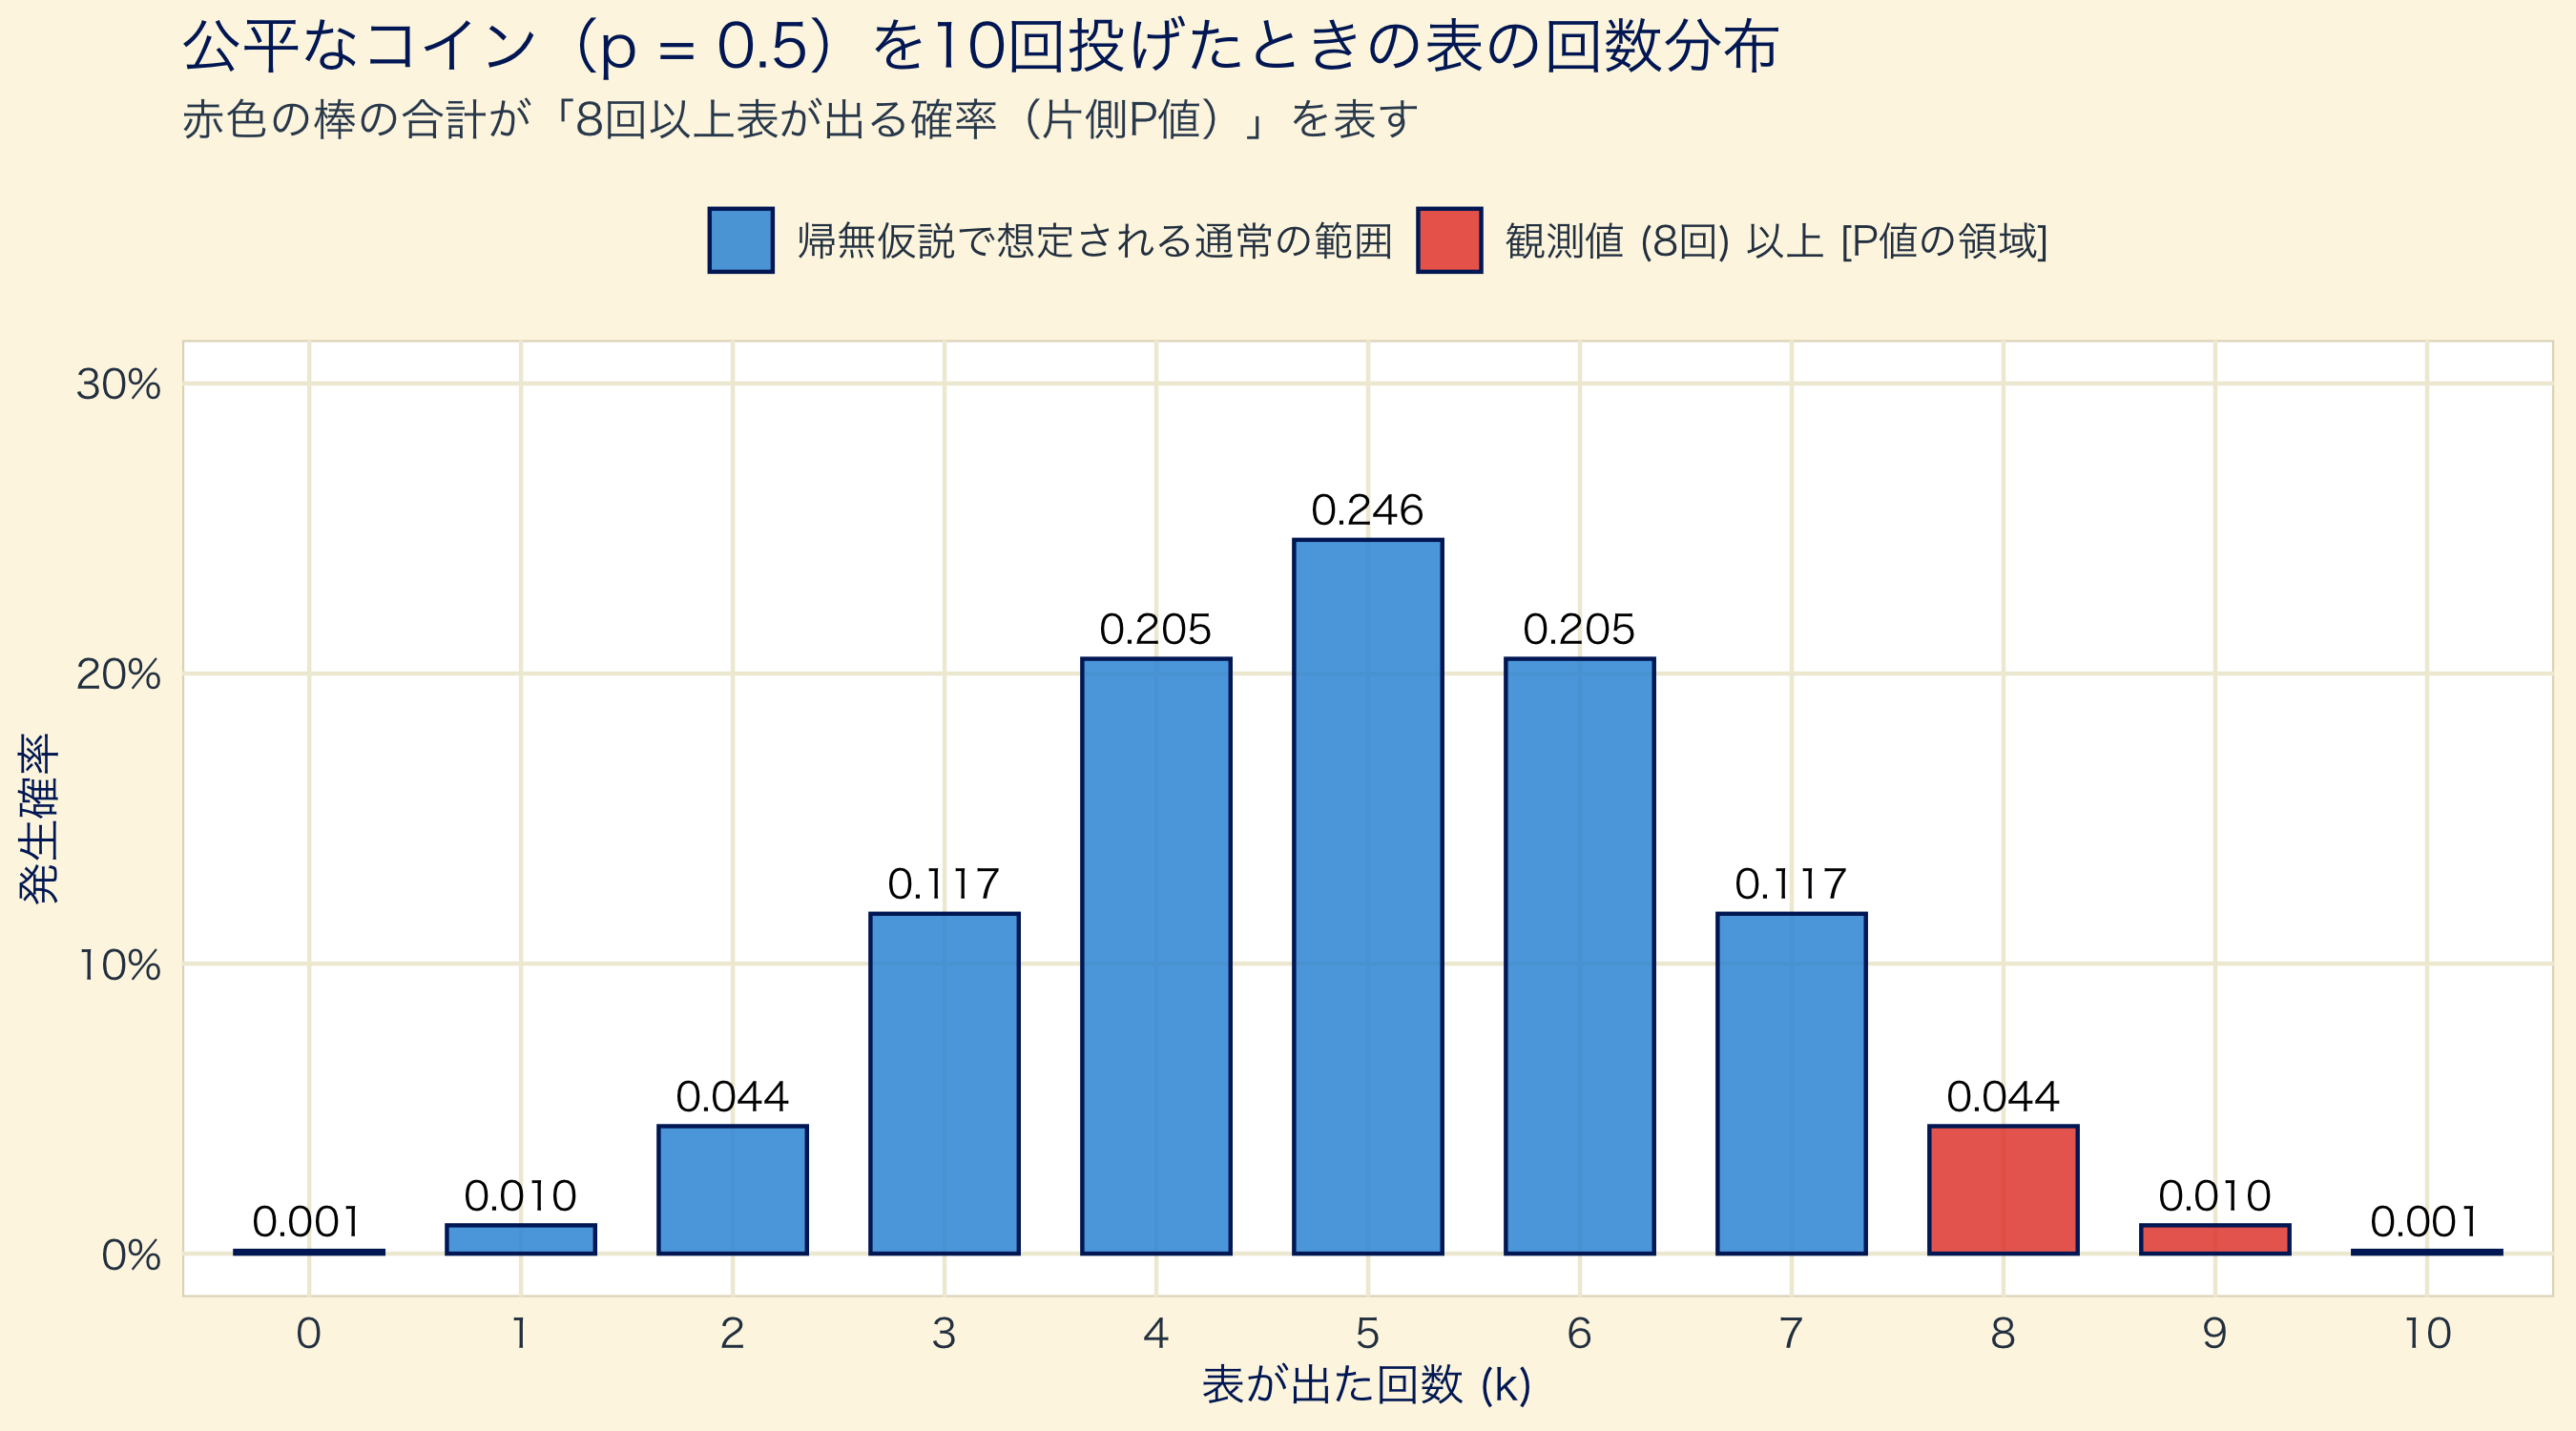 公平なコイン（p = 0.5）を10回投げたときの表の回数分布
赤色の棒の合計が「8回以上表が出る確率（片側P値）」を表す
帰無仮説で想定される通常の範囲
観測値 (8回) 以上 [P値の領域]
発生確率
30%
20%
10%
0%
0.001
0.010
0.044
0.117
0.205
0.246
0.205
0.117
0.044
0.010
0.001
0 1 2 3 4 5 6 7 8 9 10
表が出た回数 (k)